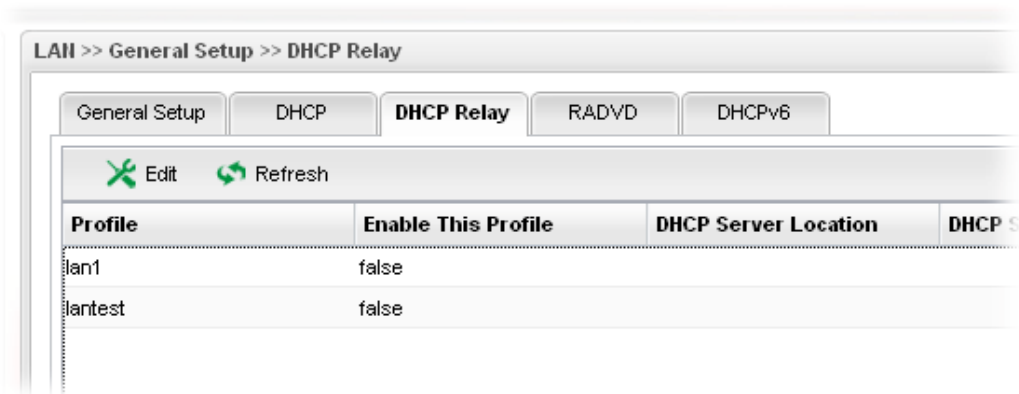 LAN >> General Setup >> DHCP Relay
General Setup DHCP DHCP Relay RADVD DHCPv6
Edit Refresh
Profile Enable This Profile DHCP Server Location DHCP
lan1 false
lantest false